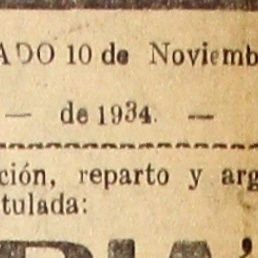 ADO 10 de Noviemb
— de 1934. —
ción, reparto y arg
tulada: